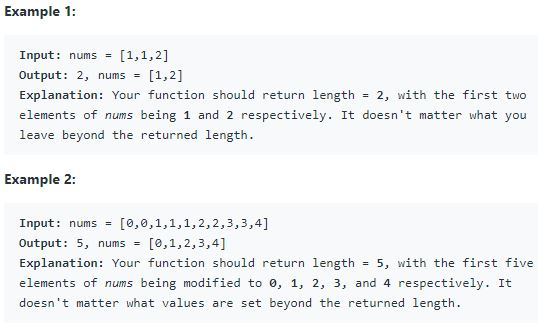 Example 1:
Input: nums = [1,1,2]
Output: 2, nums = [1,2]
Explanation: Your function should return length = 2, with the first two
elements of nums being 1 and 2 respectively. It doesn't matter what you
leave beyond the returned length.
Example 2:
Input: nums = [0,0,1,1,1,2,2,3,3,4]
Output: 5, nums = [0,1,2,3,4]
Explanation: Your function should return length = 5, with the first five
elements of nums being modified to 0, 1, 2, 3, and 4 respectively. It
doesn't matter what values are set beyond the returned length.